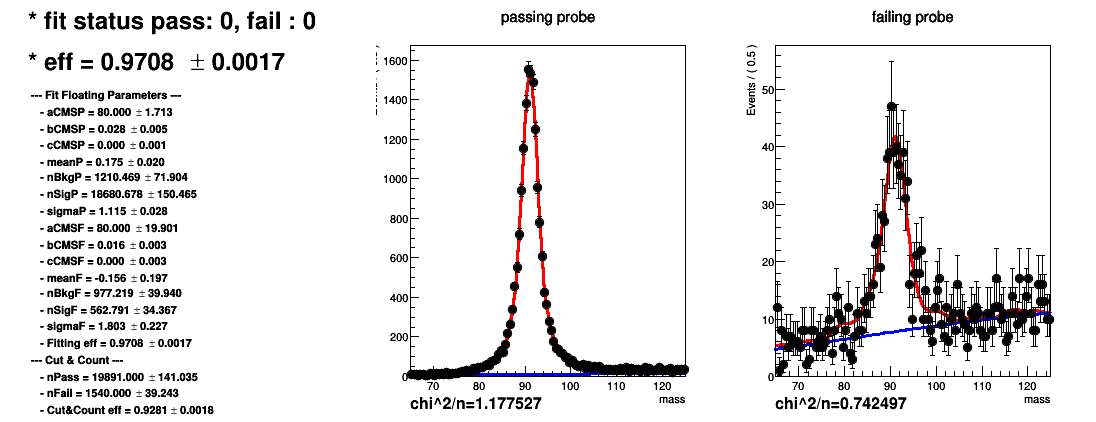 * fit status pass: 0, fail : 0
* eff = 0.9708 ± 0.0017
--- Fit Floating Parameters ---
- aCMSP = 80.000 ± 1.713
- bCMSP = 0.028 ± 0.005
- cCMSP = 0.000 ± 0.001
- meanP = 0.175 ± 0.020
- nBkgP = 1210.469 ± 71.904
- nSigP = 18680.678 ± 150.465
- sigmaP = 1.115 ± 0.028
- aCMSF = 80.000 ± 19.901
- bCMSF = 0.016 ± 0.003
- cCMSF = 0.000 ± 0.003
- meanF = -0.156 ± 0.197
- nBkgF = 977.219 ± 39.940
- nSigF = 562.791 ± 34.367
- sigmaF = 1.803 ± 0.227
- Fitting eff = 0.9708 ± 0.0017
--- Cut & Count ---
- nPass = 19891.000 ± 141.035
- nFail = 1540.000 ± 39.243
- Cut&Count eff = 0.9281 ± 0.0018
passing probe
1600
1400
1200
1000
800
600
400
200
0
70 80 90 100 110 120
mass
chi^2/n=1.177527
failing probe
Events / ( 0.5 )
50
40
30
20
10
0
70 80 90 100 110 120
mass
chi^2/n=0.742497